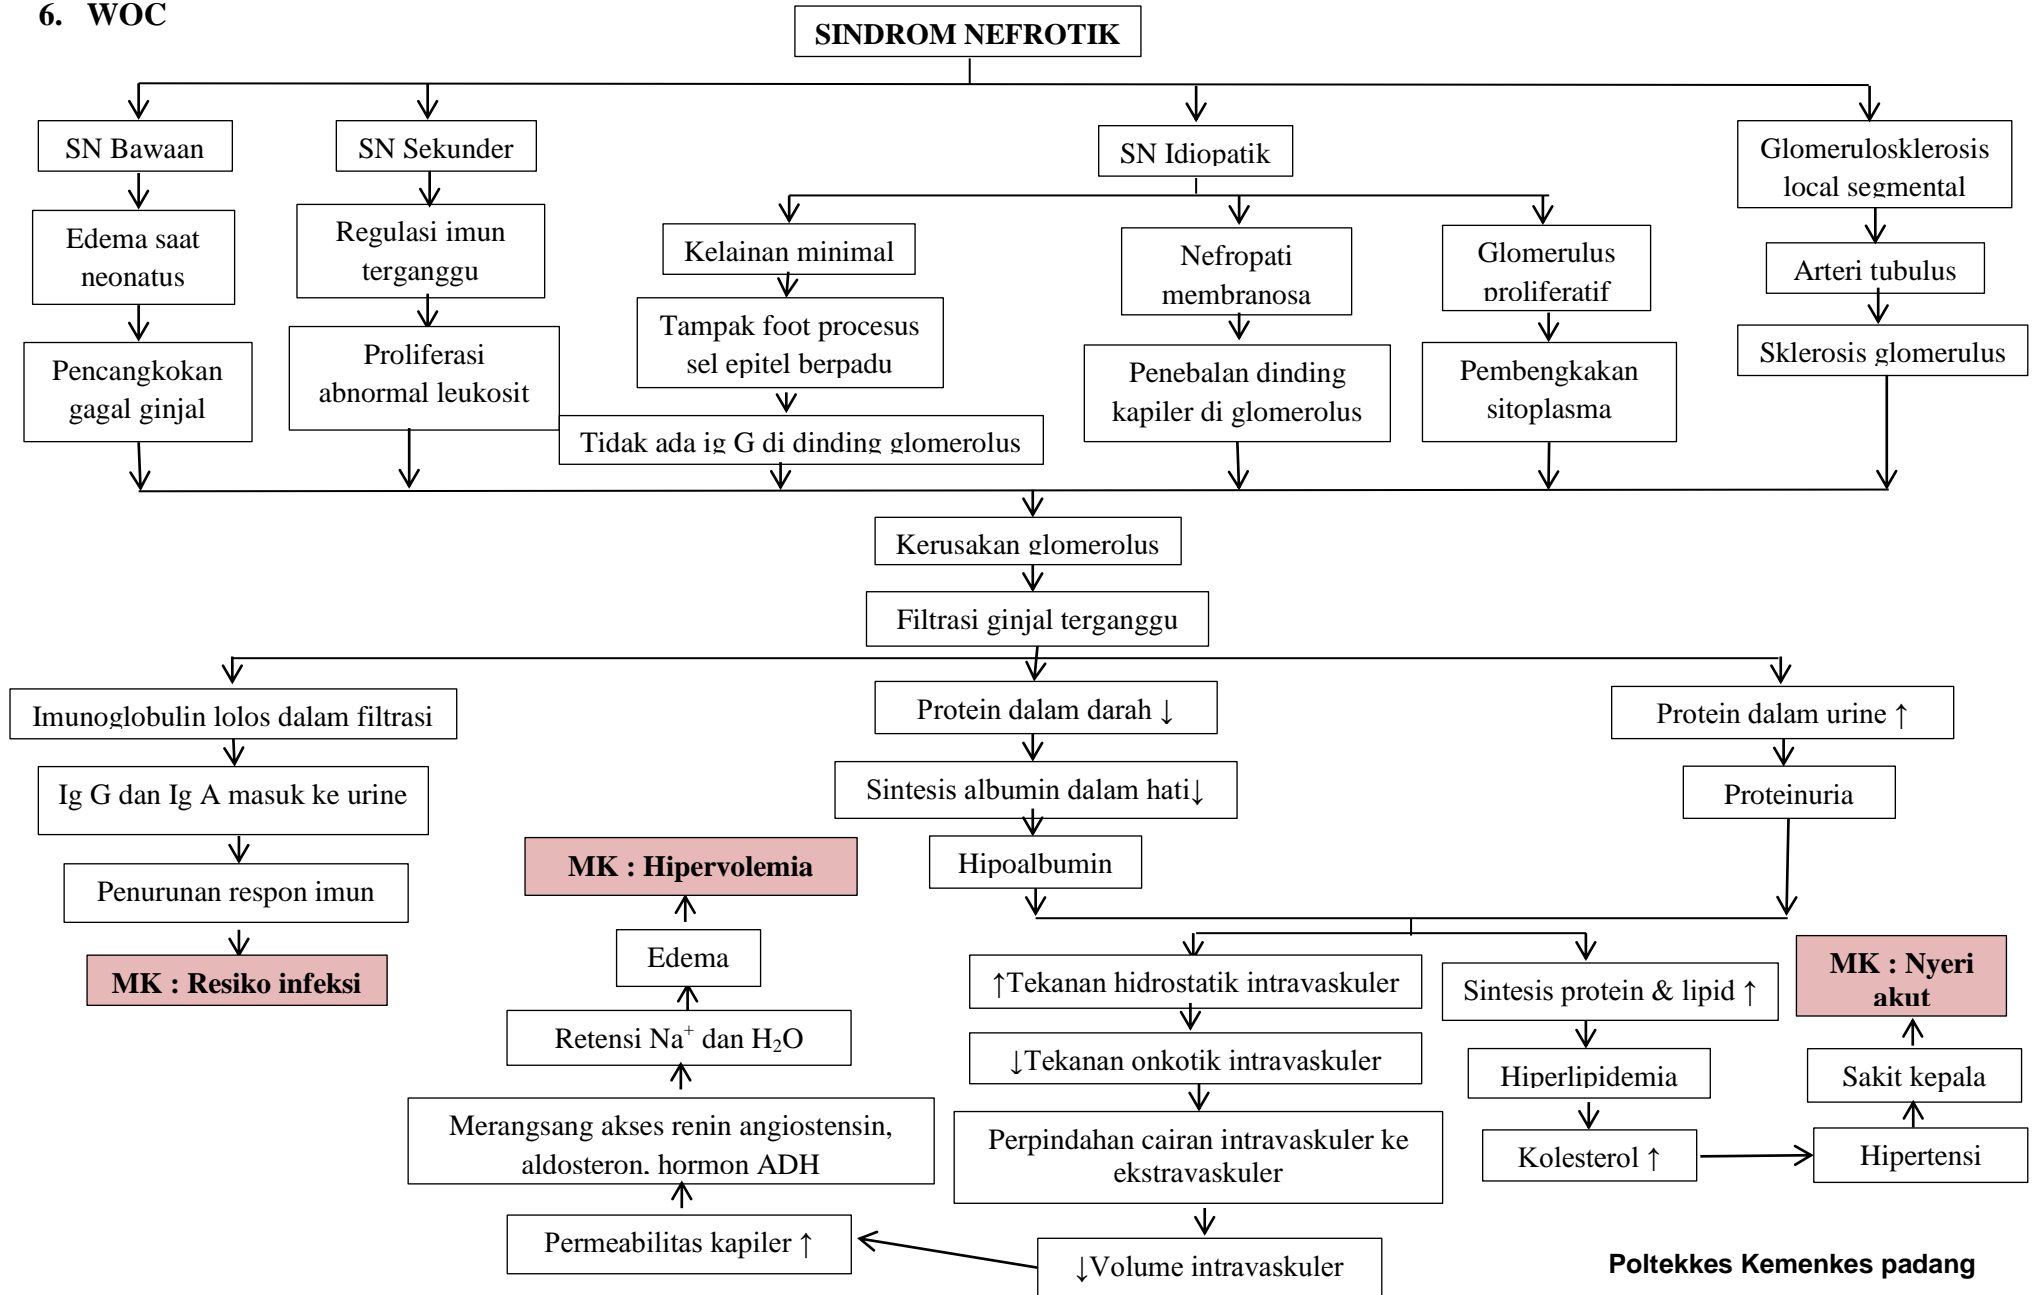 6. WOC
SINDROM NEFROTIK
SN Bawaan
SN Sekunder
SN Idiopatik
Glomerulosklerosis
local segmental
Edema saat
neonatus
Regulasi imun
terganggu
Kelainan minimal
Nefropati
membranosa
Glomerulus
proliferatif
Arteri tubulus
Pencangkokan
gagal ginjal
Proliferasi
abnormal leukosit
Tampak foot procesus
sel epitel berpadu
Penebalan dinding
kapiler di glomerolus
Pembengkakan
sitoplasma
Sklerosis glomerulus
Tidak ada ig G di dinding glomerolus
Kerusakan glomerolus
Filtrasi ginjal terganggu
Imunoglobulin lolos dalam filtrasi
Protein dalam darah ↓
Protein dalam urine ↑
Ig G dan Ig A masuk ke urine
Sintesis albumin dalam hati↓
Proteinuria
Penurunan respon imun
MK : Hipervolemia
Hipoalbumin
MK : Resiko infeksi
Edema
↑Tekanan hidrostatik intravaskuler
Sintesis protein & lipid ↑
MK : Nyeri
akut
Retensi Na⁺ dan H₂O
↓Tekanan onkotik intravaskuler
Hiperlipidemia
Sakit kepala
Merangsang akses renin angiostensin,
aldosteron, hormon ADH
Perpindahan cairan intravaskuler ke
ekstravaskuler
Kolesterol ↑
Hipertensi
Permeabilitas kapiler ↑
↓Volume intravaskuler
Poltekkes Kemenkes padang